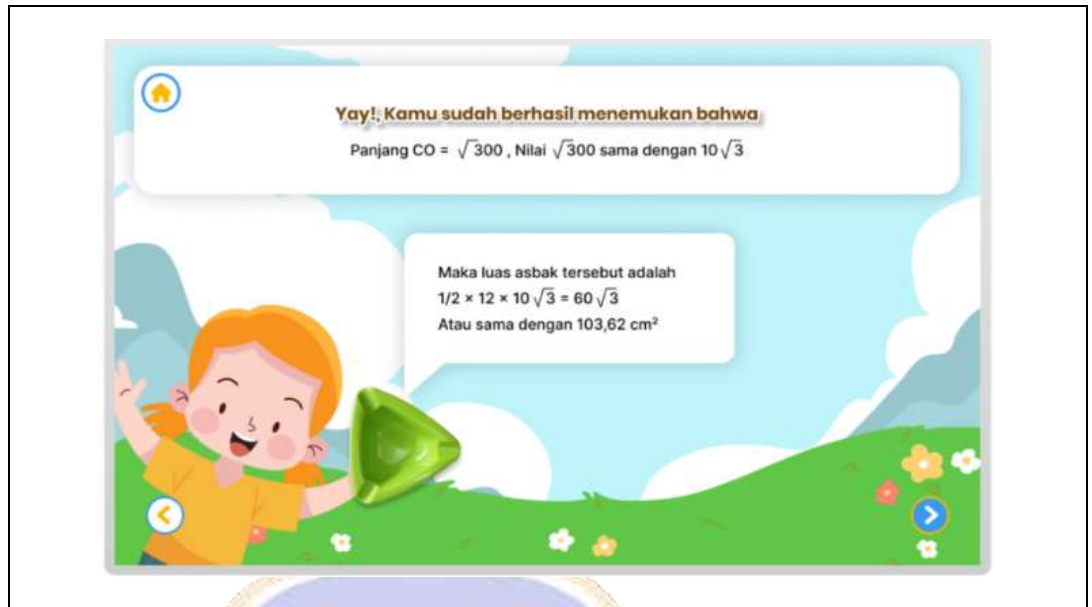 Yay!, Kamu sudah berhasil menemukan bahwa
Panjang CO = √300 , Nilai √300 sama dengan 10√3
Maka luas asbak tersebut adalah
1/2 × 12 × 10√3 = 60√3
Atau sama dengan 103,62 cm²